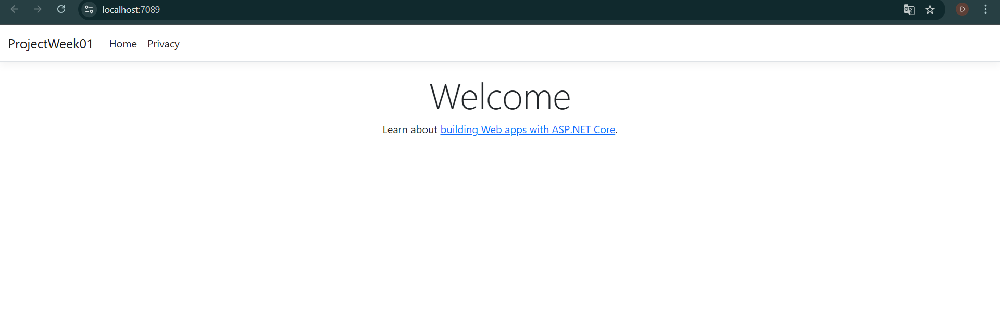 localhost:7089
Đ
ProjectWeek01 Home Privacy
Welcome
Learn about building Web apps with ASP.NET Core.